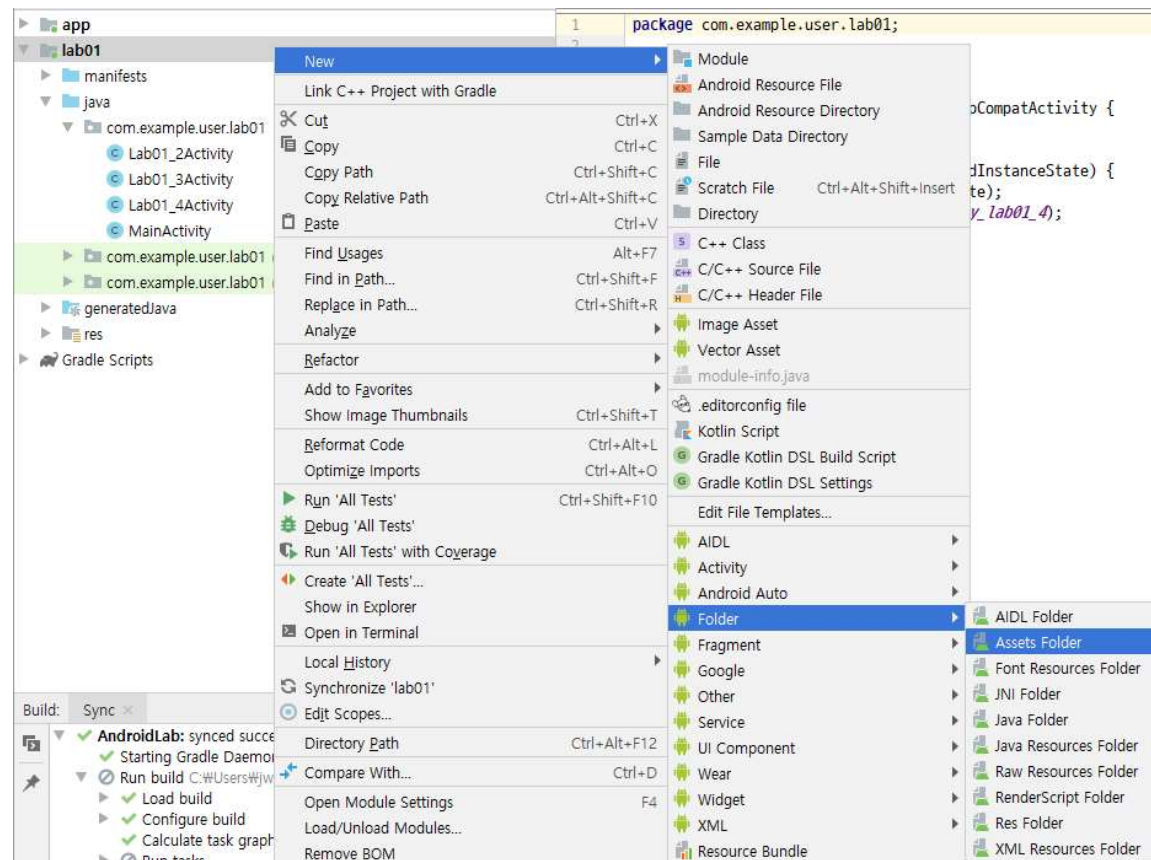 app
lab01
manifests
java
com.example.user.lab01
Lab01_2Activity
Lab01_3Activity
Lab01_4Activity
MainActivity
com.example.user.lab01
com.example.user.lab01
generatedJava
res
Gradle Scripts
1 package com.example.user.lab01;
2
CompatActivity {
dInstanceState) {
te);
y_lab01_4);
New
Link C++ Project with Gradle
Cut Ctrl+X
Copy Ctrl+C
Copy Path Ctrl+Shift+C
Copy Relative Path Ctrl+Alt+Shift+C
Paste Ctrl+V
Find Usages Alt+F7
Find in Path... Ctrl+Shift+F
Replace in Path... Ctrl+Shift+R
Analyze
Refactor
Add to Favorites
Show Image Thumbnails Ctrl+Shift+T
Reformat Code Ctrl+Alt+L
Optimize Imports Ctrl+Alt+O
Run 'All Tests' Ctrl+Shift+F10
Debug 'All Tests'
Run 'All Tests' with Coverage
Create 'All Tests'...
Show in Explorer
Open in Terminal
Local History
Synchronize 'lab01'
Edit Scopes...
Directory Path Ctrl+Alt+F12
Compare With... Ctrl+D
Open Module Settings F4
Load/Unload Modules...
Remove BOM
Module
Android Resource File
Android Resource Directory
Sample Data Directory
File
Scratch File Ctrl+Alt+Shift+Insert
Directory
C++ Class
C/C++ Source File
C/C++ Header File
Image Asset
Vector Asset
module-info.java
.editorconfig file
Kotlin Script
Gradle Kotlin DSL Build Script
Gradle Kotlin DSL Settings
Edit File Templates...
AIDL
Activity
Android Auto
Folder
Fragment
Google
Other
Service
UI Component
Wear
Widget
XML
Resource Bundle
AIDL Folder
Assets Folder
Font Resources Folder
JNI Folder
Java Folder
Java Resources Folder
Raw Resources Folder
RenderScript Folder
Res Folder
XML Resources Folder
Build: Sync
AndroidLab: synced succe
Starting Gradle Daemo
Run build C:₩Users₩jw
Load build
Configure build
Calculate task graph
Run tasks